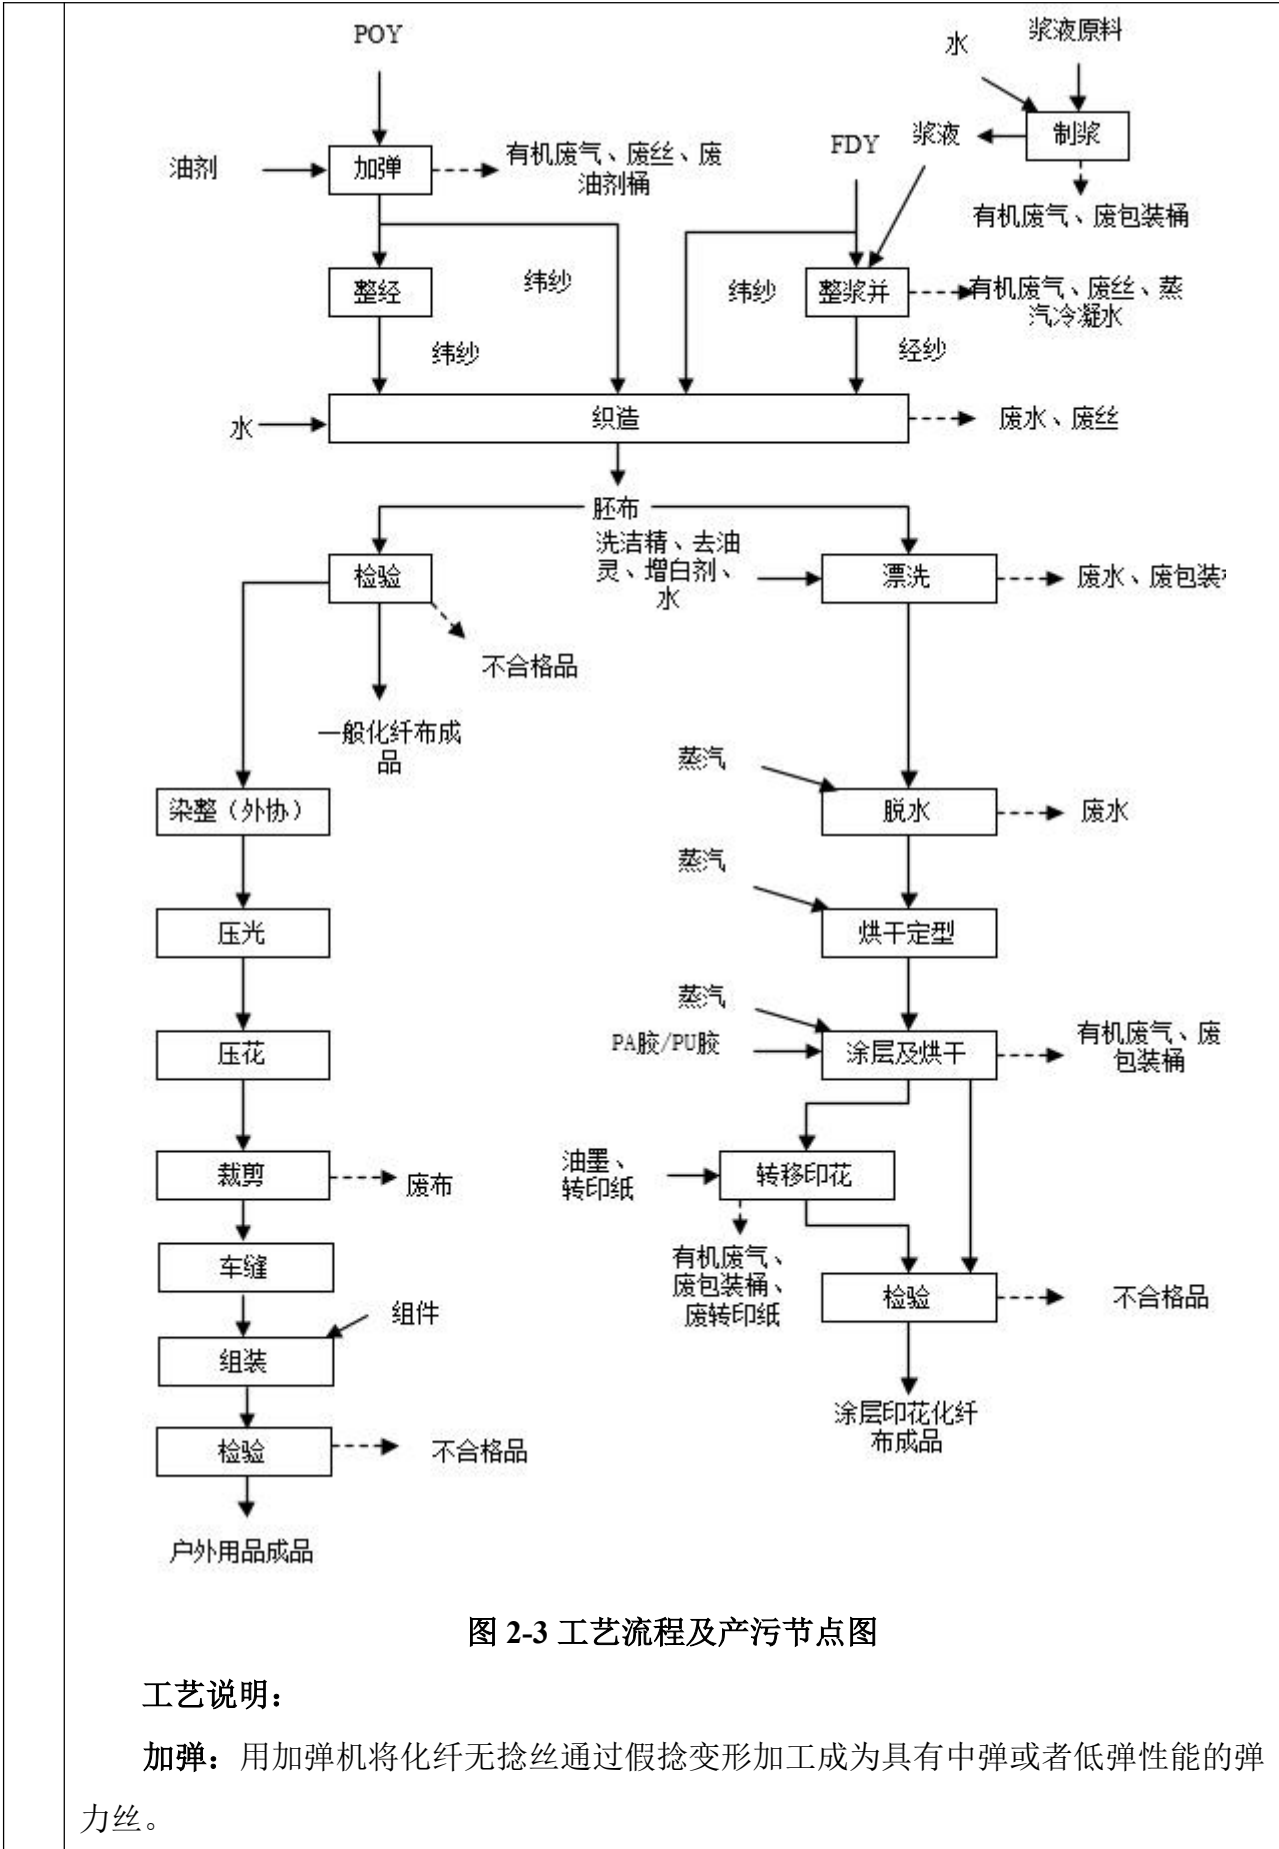 POY
水
浆液原料
油剂
加弹
有机废气、废丝、废
油剂桶
FDY
浆液
制浆
有机废气、废包装桶
整经
纬纱
纬纱
整浆并
有机废气、废丝、蒸
汽冷凝水
纬纱
经纱
水
织造
废水、废丝
胚布
检验
不合格品
一般化纤布成
品
洗洁精、去油
灵、增白剂、
水
漂洗
废水、废包装
染整（外协）
蒸汽
脱水
废水
压光
蒸汽
烘干定型
压花
蒸汽
PA胶/PU胶
涂层及烘干
有机废气、废
包装桶
裁剪
废布
油墨、
转印纸
转移印花
有机废气、
废包装桶、
废转印纸
车缝
组件
组装
检验
不合格品
检验
不合格品
涂层印花化纤
布成品
户外用品成品
图 2-3 工艺流程及产污节点图
工艺说明：
加弹：用加弹机将化纤无捻丝通过假捻变形加工成为具有中弹或者低弹性能的弹
力丝。